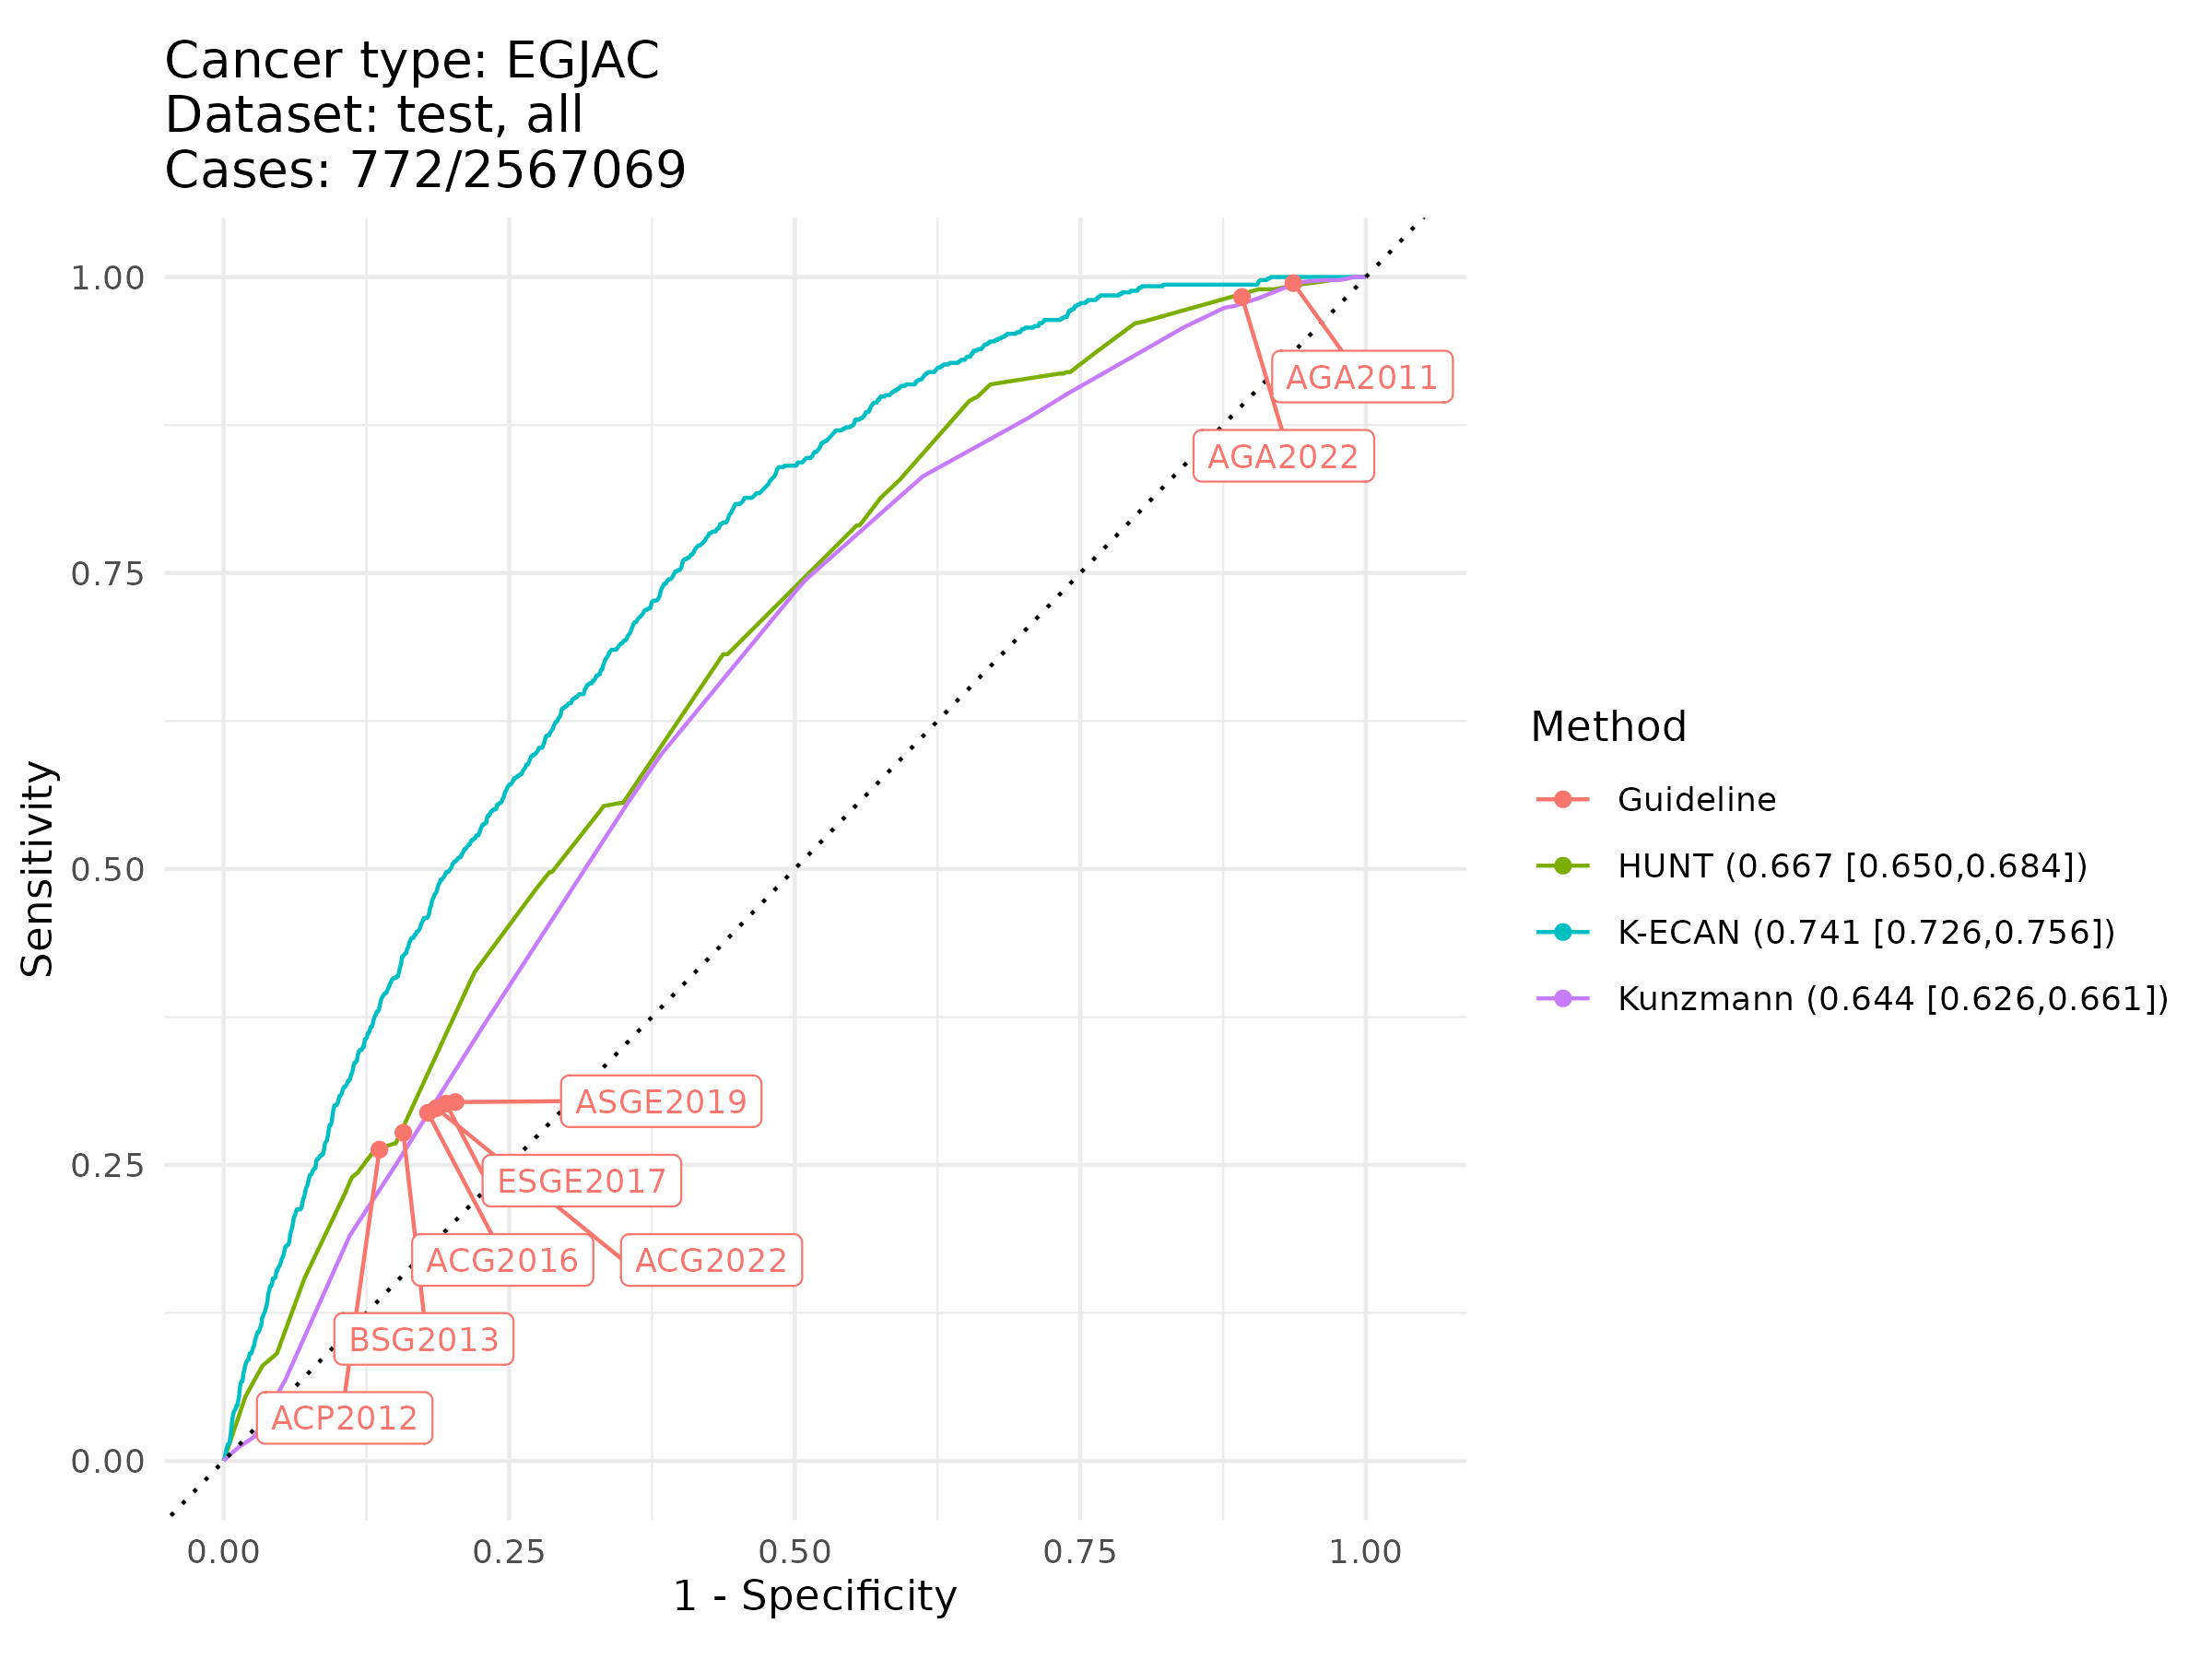 Cancer type: EGJAC
Dataset: test, all
Cases: 772/2567069
1.00
0.75
0.50
0.25
0.00
Sensitivity
AGA2011
AGA2022
ASGE2019
ESGE2017
ACG2016
ACG2022
BSG2013
ACP2012
0.00
0.25
0.50
0.75
1.00
1 - Specificity
Method
Guideline
HUNT (0.667 [0.650,0.684])
K-ECAN (0.741 [0.726,0.756])
Kunzmann (0.644 [0.626,0.661])